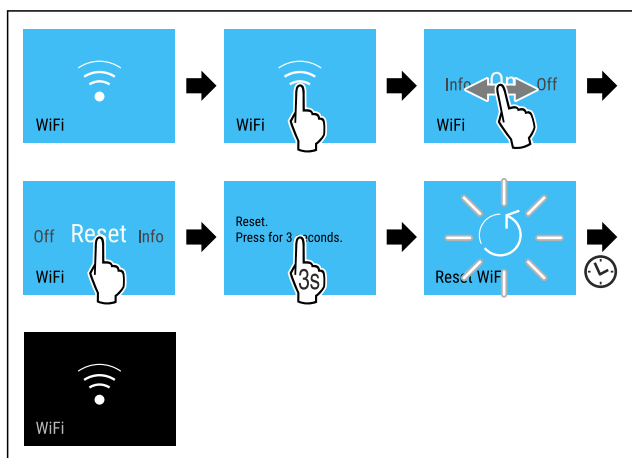 WiFi
WiFi
Info Off
WiFi
Off Reset Info
WiFi
Reset.
Press for 3 seconds.
3s
Reset WiFi
WiFi